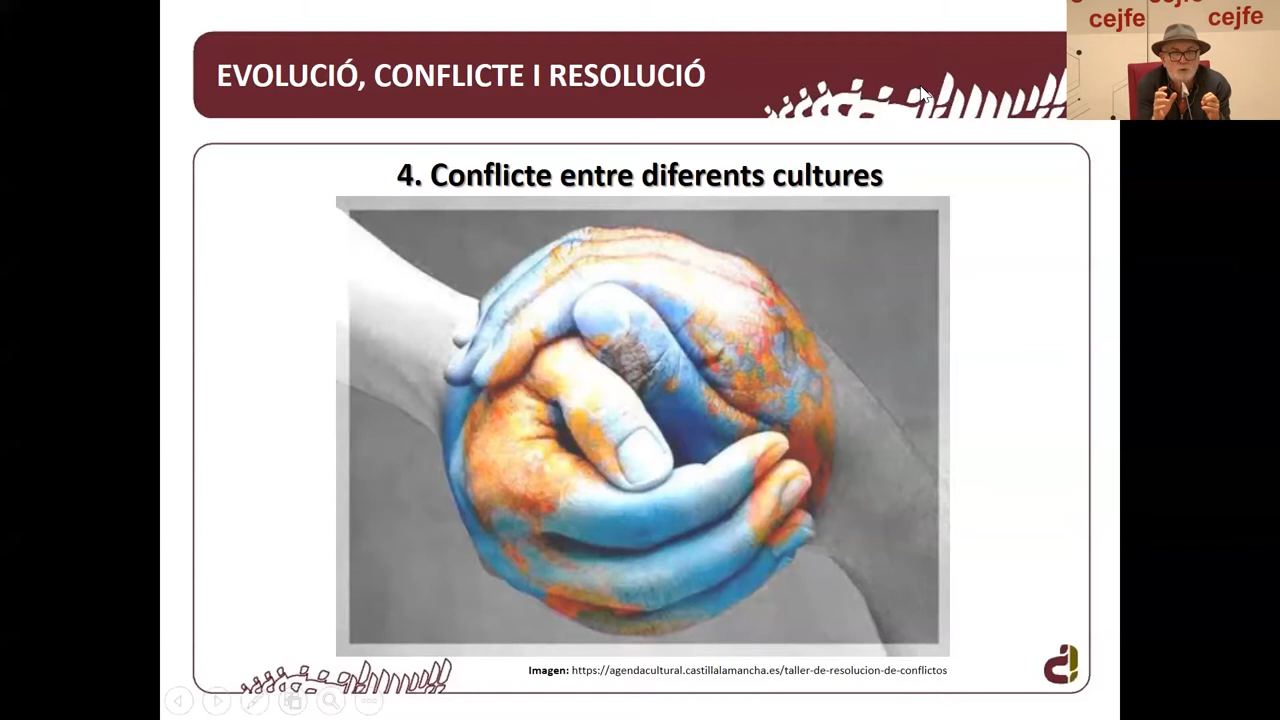 EVOLUCIÓ, CONFLICTE I RESOLUCIÓ
cejfe
cejfe
4. Conflicte entre diferents cultures
Imagen: https://agendacultural.castillalamancha.es/taller-de-resolucion-de-conflictos